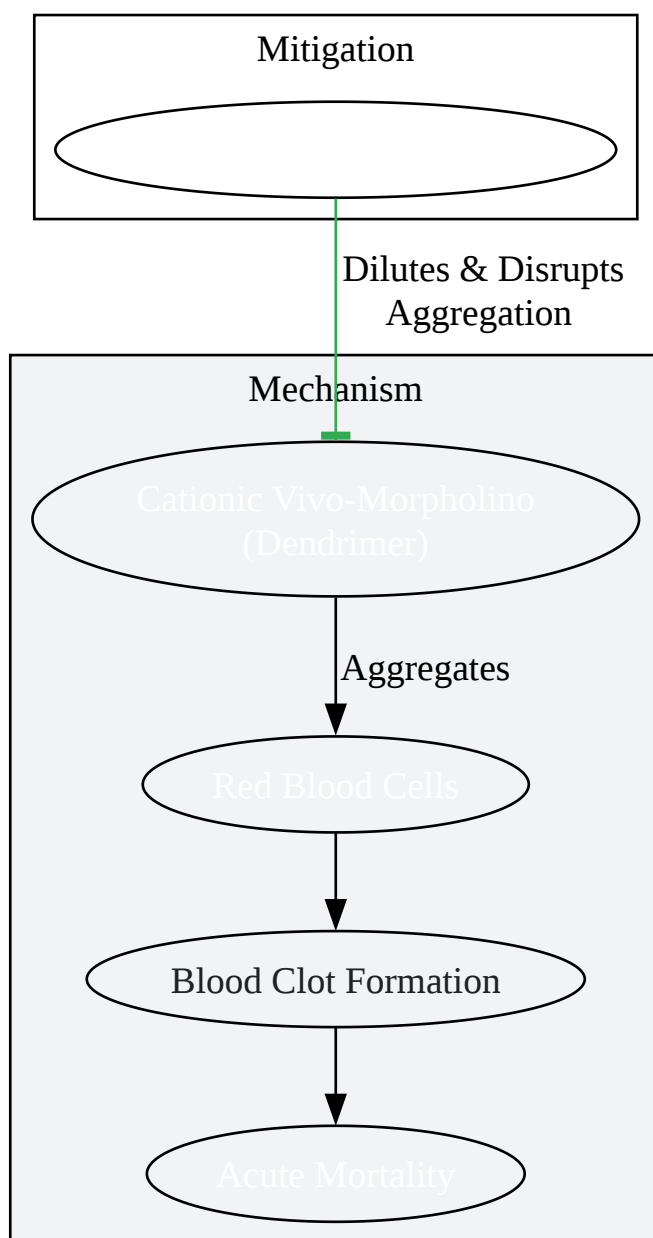 Mitigation
Dilutes & Disrupts
Aggregation
Mechanism
Cationic Vivo-Morpholino
(Dendrimer)
Aggregates
Red Blood Cells
Blood Clot Formation
Acute Mortality